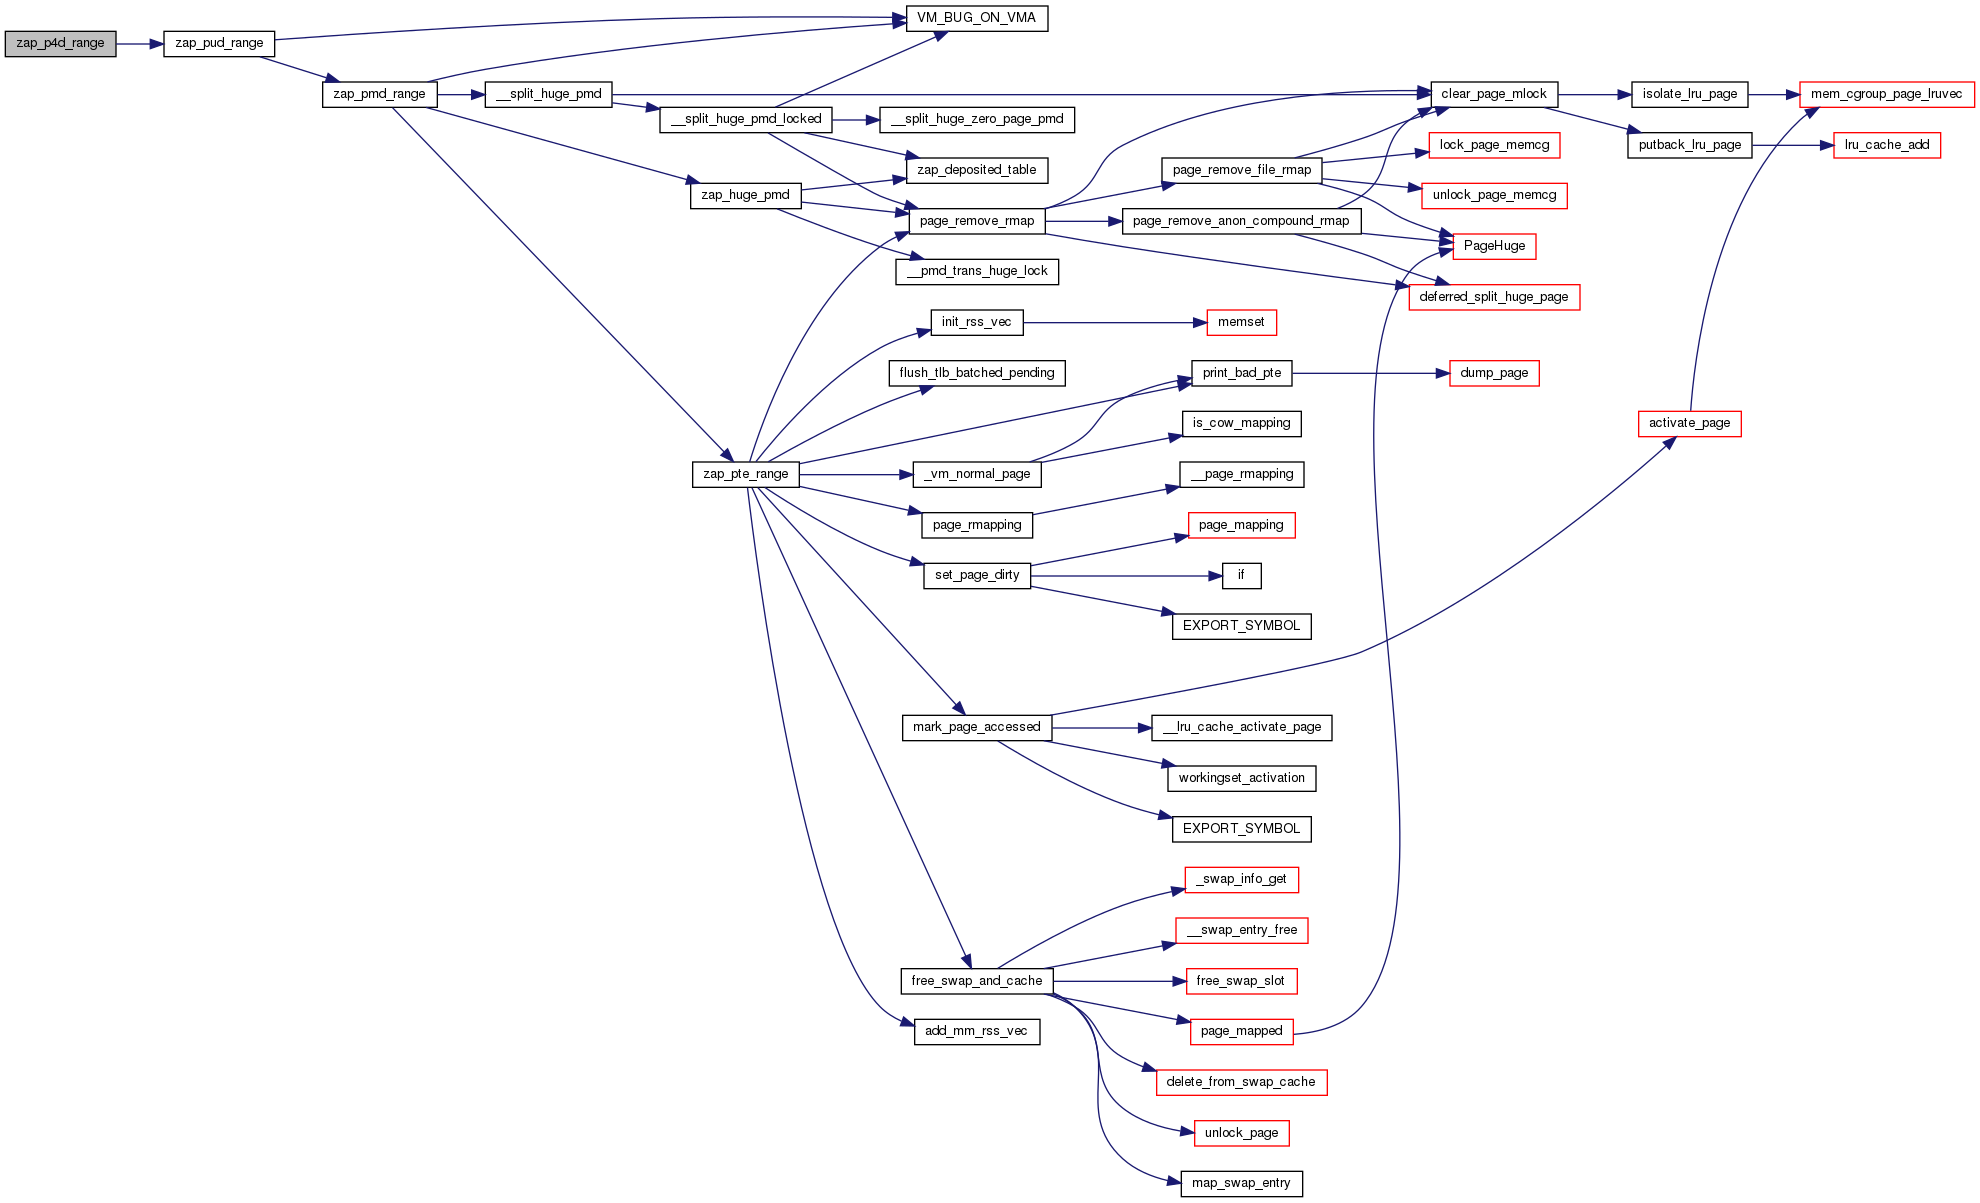 VM_BUG_ON_VMA
zap_p4d_range
zap_pud_range
zap_pmd_range
__split_huge_pmd
clear_page_mlock
isolate_lru_page
mem_cgroup_page_lruvec
__split_huge_pmd_locked
__split_huge_zero_page_pmd
lock_page_memcg
putback_lru_page
lru_cache_add
zap_deposited_table
page_remove_file_rmap
zap_huge_pmd
unlock_page_memcg
page_remove_rmap
page_remove_anon_compound_rmap
PageHuge
__pmd_trans_huge_lock
deferred_split_huge_page
init_rss_vec
memset
flush_tlb_batched_pending
print_bad_pte
dump_page
is_cow_mapping
activate_page
zap_pte_range
_vm_normal_page
__page_rmapping
page_rmapping
page_mapping
set_page_dirty
if
EXPORT_SYMBOL
mark_page_accessed
__lru_cache_activate_page
workingset_activation
EXPORT_SYMBOL
_swap_info_get
__swap_entry_free
free_swap_and_cache
free_swap_slot
add_mm_rss_vec
page_mapped
delete_from_swap_cache
unlock_page
map_swap_entry